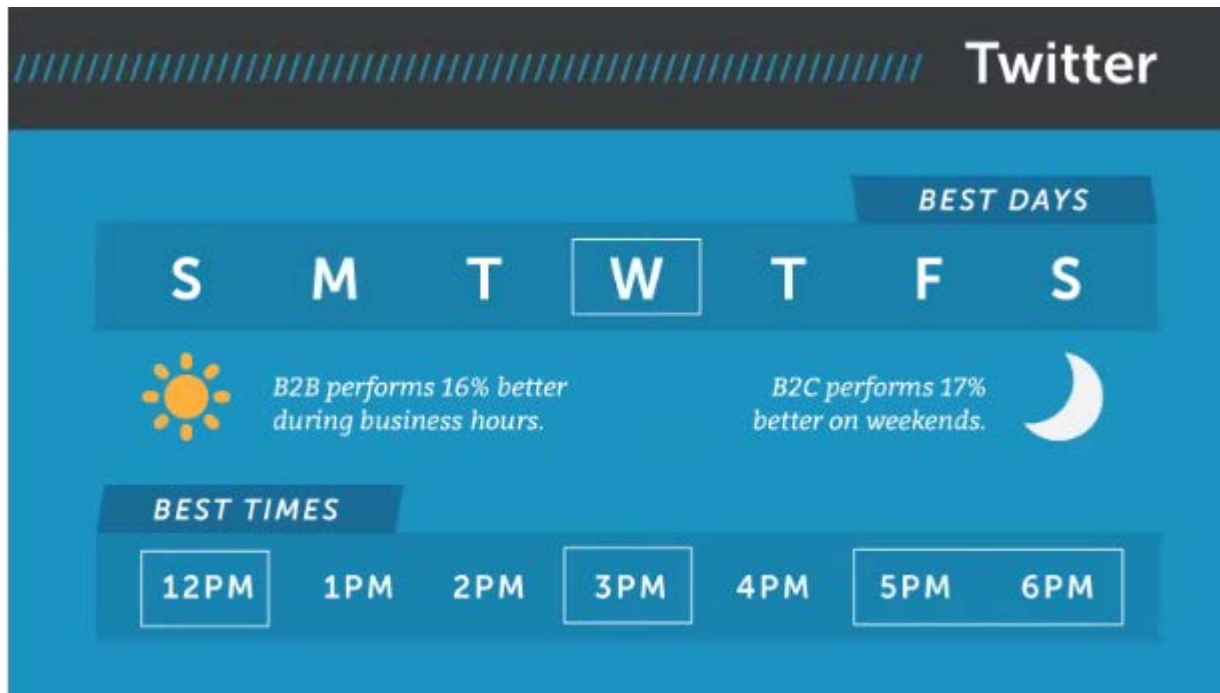 Twitter
BEST DAYS
S M T W T F S
B2B performs 16% better
during business hours.
B2C performs 17%
better on weekends.
BEST TIMES
12PM 1PM 2PM 3PM 4PM 5PM 6PM